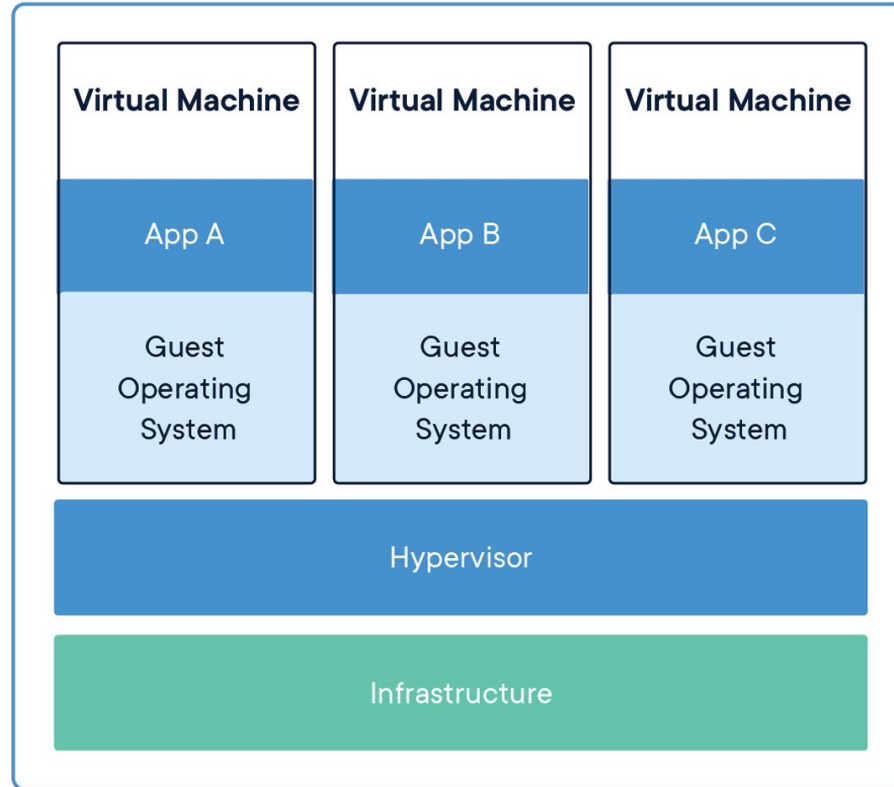 Virtual Machine
Virtual Machine
Virtual Machine
App A
App B
App C
Guest
Operating
System
Guest
Operating
System
Guest
Operating
System
Hypervisor
Infrastructure